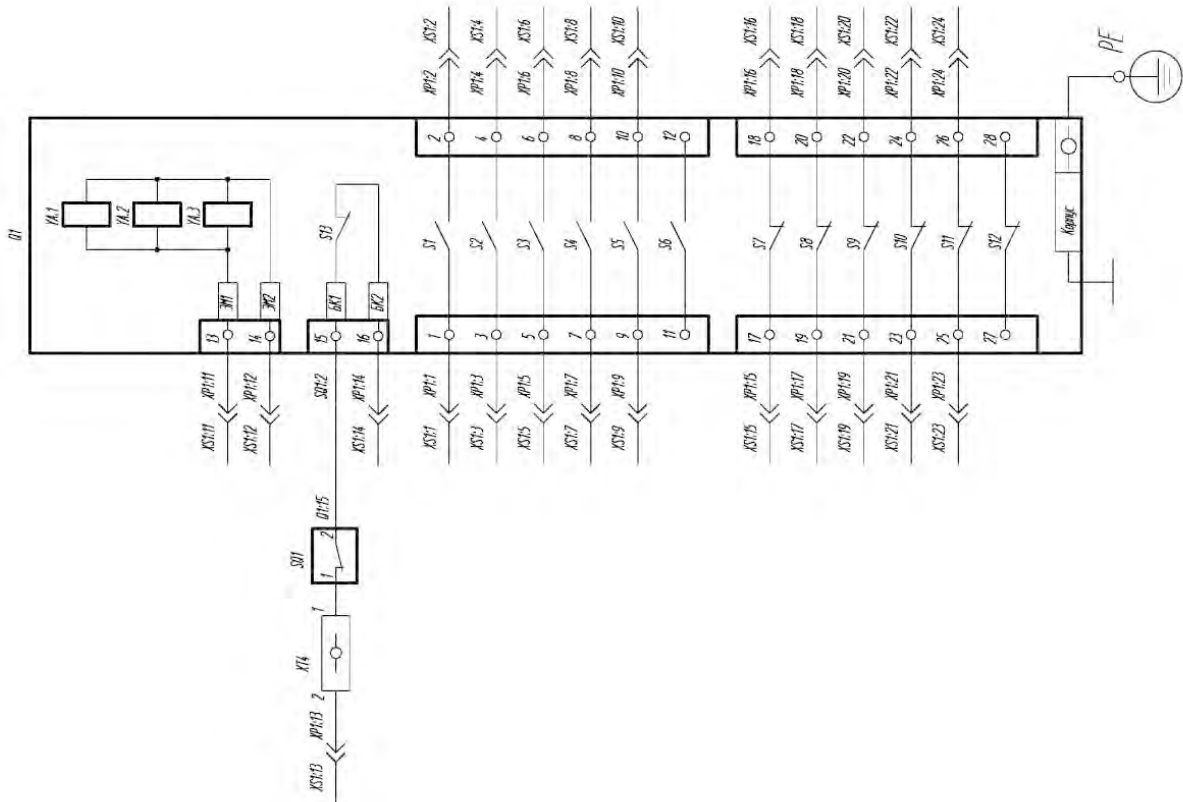 Q1
YA.1
YA.2
YA.3
ЭМ1
ЭМ2
13
14
XP1:11
XS1:11
XP1:12
XS1:12
S13
БК1
БК2
15
16
SQ1:2
XP1:14
XS1:14
Q1:15
SQ1
1
2
XT4
1
2
XP1:13
XS1:13
XS1:2
XS1:4
XS1:6
XS1:8
XS1:10
XP1:2
XP1:4
XP1:6
XP1:8
XP1:10
2
4
6
8
10
12
S1
S2
S3
S4
S5
S6
1
3
5
7
9
11
XP1:1
XP1:3
XP1:5
XP1:7
XP1:9
XS1:1
XS1:3
XS1:5
XS1:7
XS1:9
XS1:16
XS1:18
XS1:20
XS1:22
XS1:24
XP1:16
XP1:18
XP1:20
XP1:22
XP1:24
18
20
22
24
26
28
S7
S8
S9
S10
S11
S12
17
19
21
23
25
27
XP1:15
XP1:17
XP1:19
XP1:21
XP1:23
XS1:15
XS1:17
XS1:19
XS1:21
XS1:23
Корпус
PE